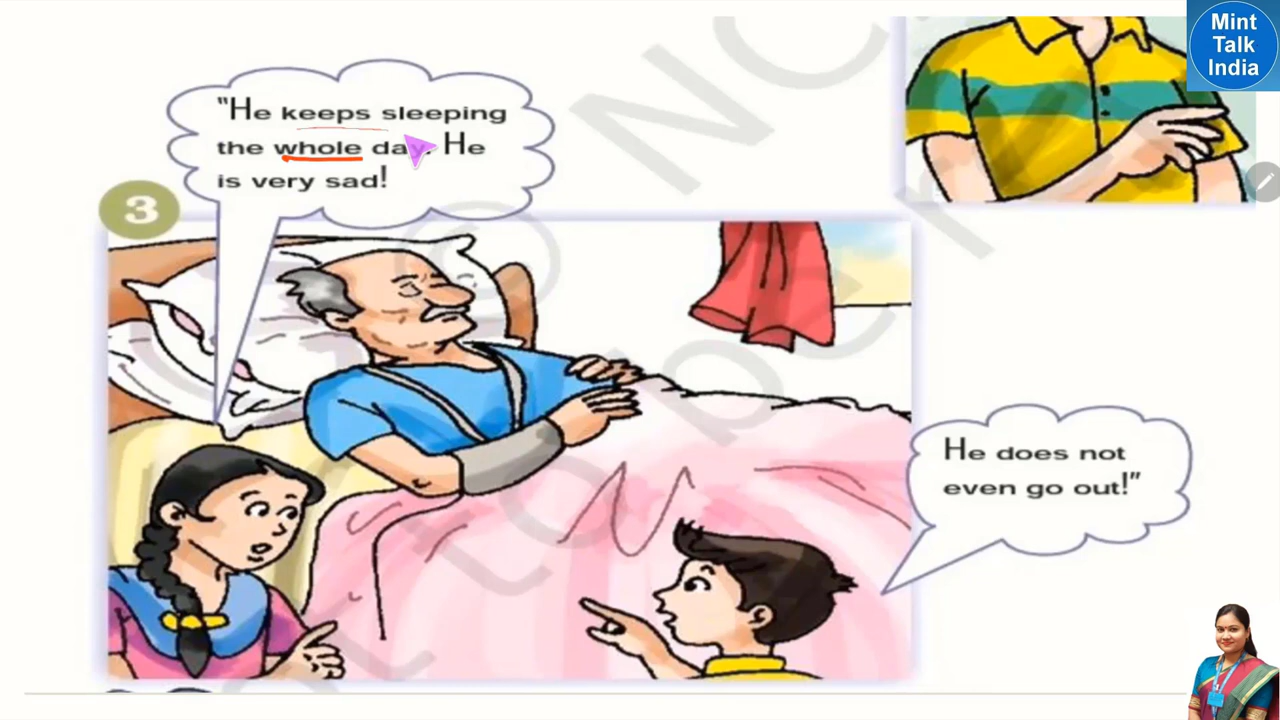 Mint
Talk
India
"He keeps sleeping
the whole day. He
is very sad!
3
He does not
even go out!"